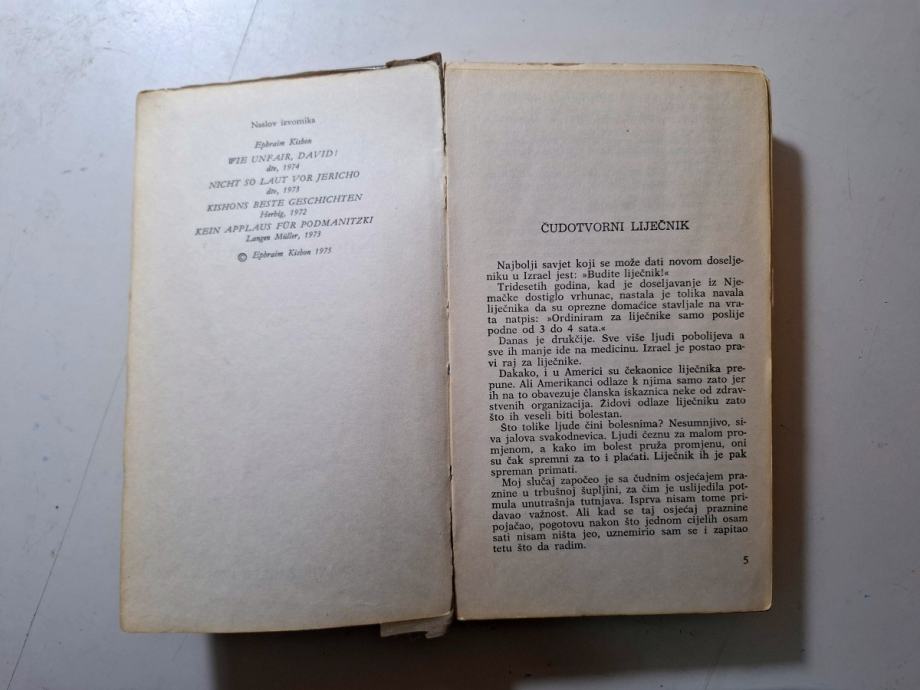 Naslov izvornika
Ephraim Kishon
WIE UNFAIR, DAVID!
dtv, 1974
NICHT SO LAUT VOR JERICHO
dtv, 1973
KISHONS BESTE GESCHICHTEN
Herbig, 1972
KEIN APPLAUS FÜR PODMANITZKI
Langen Müller, 1973
© Ephraim Kishon 1975
ČUDOTVORNI LIJEČNIK
Najbolji savjet koji se može dati novom doselje-
niku u Izrael jest: »Budite liječnik!«
Tridesetih godina, kad je doseljavanje iz Nje-
mačke dostiglo vrhunac, nastala je tolika navala
liječnika da su oprezne domaćice stavljale na vra-
ta natpis: »Ordiniram za liječnike samo poslije
podne od 3 do 4 sata.«
Danas je drukčije. Sve više ljudi pobolijeva a
sve ih manje ide na medicinu. Izrael je postao pra-
vi raj za liječnike.
Dakako, i u Americi su čekaonice liječnika pre-
pune. Ali Amerikanci odlaze k njima samo zato jer
ih na to obavezuje članska iskaznica neke od zdrav-
stvenih organizacija. Židovi odlaze liječniku zato
što ih veseli biti bolestan.
Što tolike ljude čini bolesnima? Nesumnjivo, si-
va jalova svakodnevica. Ljudi čeznu za malom pro-
mjenom, a kako im bolest pruža promjenu, oni
su čak spremni za to i plaćati. Liječnik ih je pak
spreman primati.
Moj slučaj započeo je sa čudnim osjećajem pra-
znine u trbušnoj šupljini, za čim je uslijedila pot-
mula unutrašnja tutnjava. Isprva nisam tome pri-
davao važnost. Ali kad se taj osjećaj praznine
pojačao, pogotovu nakon što jednom cijelih osam
sati nisam ništa jeo, uznemirio sam se i zapitao
tetu što da radim.
5